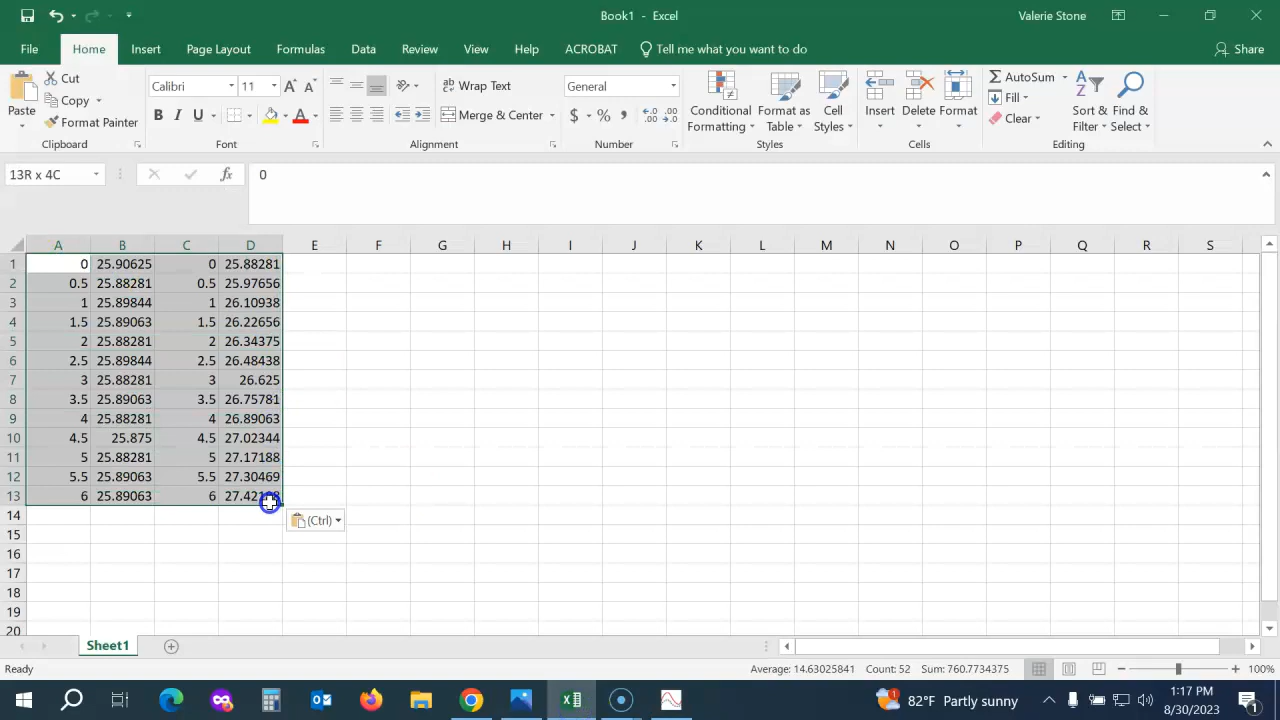 Book1 - Excel
Valerie Stone
File Home Insert Page Layout Formulas Data Review View Help ACROBAT Tell me what you want to do Share
Paste
Cut
Copy
Format Painter
Clipboard
Calibri 11
B I U
Font
Wrap Text
Merge & Center
Alignment
General
$ % ,
Number
Conditional Formatting
Format as Table
Cell Styles
Styles
Insert Delete Format
Cells
AutoSum
Fill
Clear
Sort & Filter
Find & Select
Editing
13R x 4C fx 0
A B C D E F G H I J K L M N O P Q R S
1 0 25.90625 0 25.88281
2 0.5 25.88281 0.5 25.97656
3 1 25.89844 1 26.10938
4 1.5 25.89063 1.5 26.22656
5 2 25.88281 2 26.34375
6 2.5 25.89844 2.5 26.48438
7 3 25.88281 3 26.625
8 3.5 25.89063 3.5 26.75781
9 4 25.88281 4 26.89063
10 4.5 25.875 4.5 27.02344
11 5 25.88281 5 27.17188
12 5.5 25.89063 5.5 27.30469
13 6 25.89063 6
14
(Ctrl)
15
16
17
18
19
20
Sheet1
Ready Average: 14.63025841 Count: 52 Sum: 760.7734375 100%
82°F Partly sunny 1:17 PM
8/30/2023